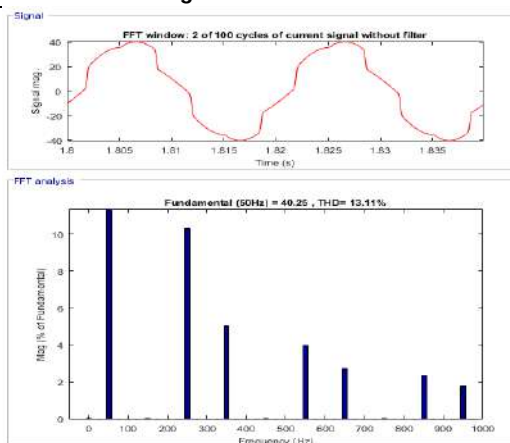 Signal
FFT window: 2 of 100 cycles of current signal without filter
40
20
0
-20
-40
Signal mag.
1.8 1.805 1.81 1.815 1.82 1.825 1.83 1.835
Time (s)
FFT analysis
Fundamental (50Hz) = 40.25 , THD= 13.11%
10
8
6
4
2
0
Mag (% of Fundamental)
0 100 200 300 400 500 600 700 800 900 1000
Frequency (Hz)